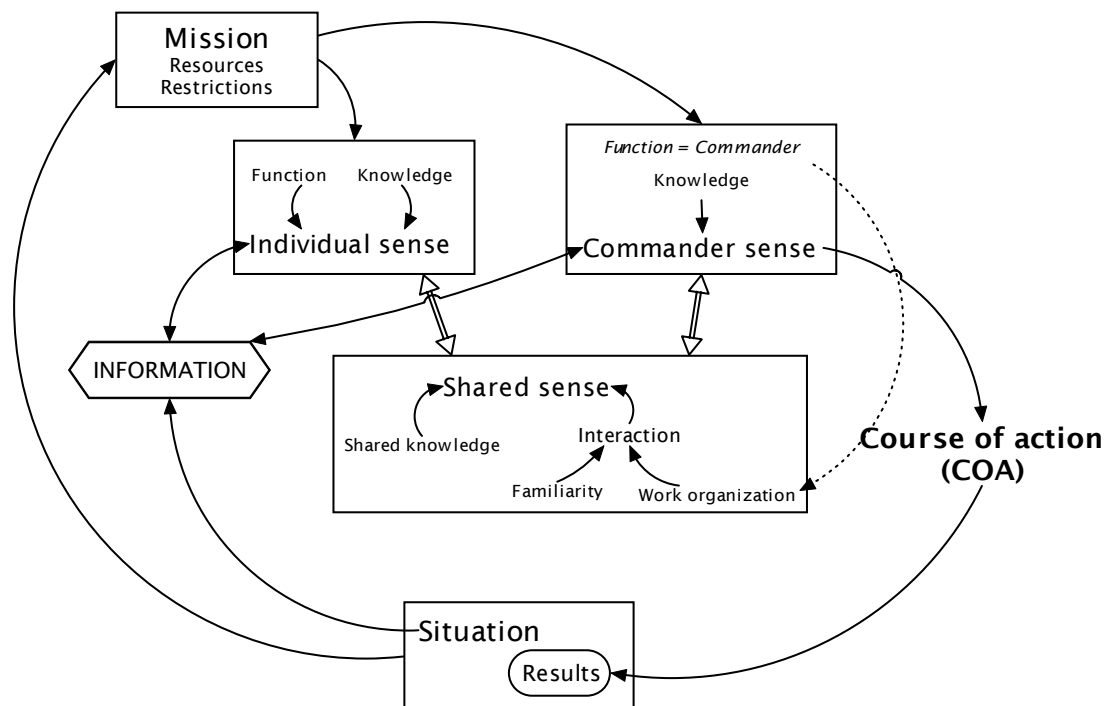 Mission
Resources
Restrictions
Function = Commander
Function
Knowledge
Knowledge
Individual sense
Commander sense
INFORMATION
Shared sense
Shared knowledge
Interaction
Familiarity
Work organization
Course of action
(COA)
Situation
Results